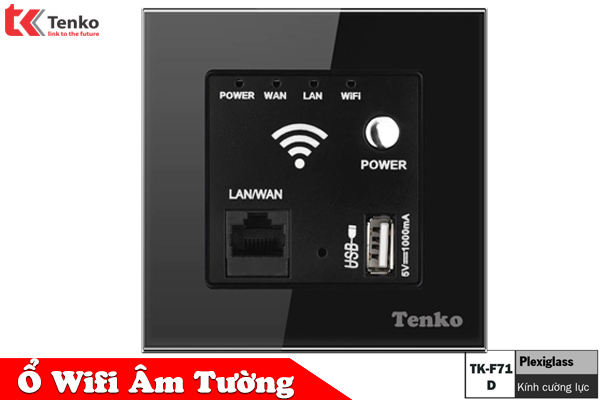 Tenko
link to the future
POWER WAN LAN WiFi
POWER
LAN/WAN
USB
5V⎓1000mA
Tenko
Ổ Wifi Âm Tường
TK-F71
D
Plexiglass
Kính cường lực